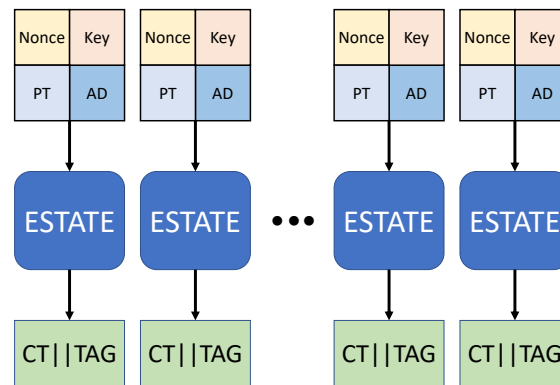 Nonce Key Nonce Key Nonce Key Nonce Key
PT AD PT AD PT AD PT AD
ESTATE ESTATE ••• ESTATE ESTATE
CT||TAG CT||TAG CT||TAG CT||TAG